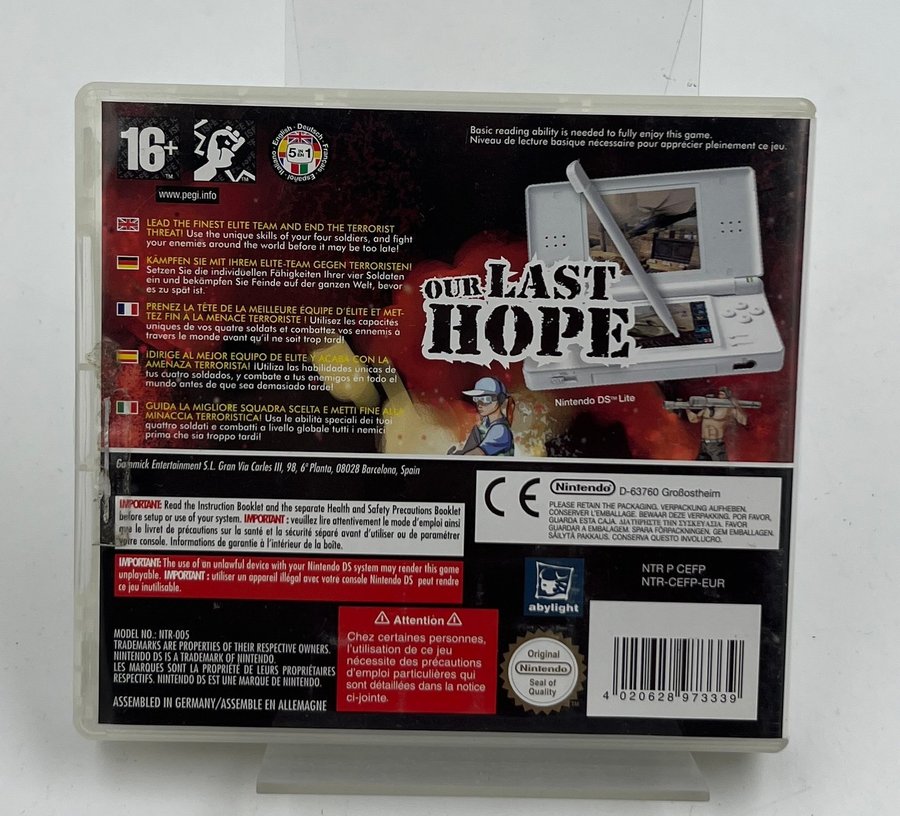 16+
TM
TM
www.pegi.info
English · Deutsch · Français · Español · Italiano ·
5 IN 1
Basic reading ability is needed to fully enjoy this game.
Niveau de lecture basique nécessaire pour apprécier pleinement ce jeu.
LEAD THE FINEST ELITE TEAM AND END THE TERRORIST
THREAT! Use the unique skills of your four soldiers, and fight
your enemies around the world before it may be too late!
KÄMPFEN SIE MIT IHREM ELITE-TEAM GEGEN TERRORISTEN!
Setzen Sie die individuellen Fähigkeiten Ihrer vier Soldaten
ein und bekämpfen Sie Feinde auf der ganzen Welt, bevor
es zu spät ist.
PRENEZ LA TÊTE DE LA MEILLEURE ÉQUIPE D'ÉLITE ET MET-
TEZ FIN A LA MENACE TERRORISTE ! Utilisez les capacités
uniques de vos quatre soldats et combattez vos ennemis à
travers le monde avant qu'il ne soit trop tard!
¡DIRIGE AL MEJOR EQUIPO DE ELITE Y ACABA CON LA
AMENAZA TERRORISTA! ¡Utiliza las habilidades unicas de
tus cuatro soldados, y combate a tus enemigos en todo el
mundo antes de que sea demasiado tarde!
GUIDA LA MIGLIORE SQUADRA SCELTA E METTI FINE ALLA
MINACCIA TERRORISTICA! Usa le abilità speciali dei tuoi
quattro soldati e combatti a livello globale tutti i nemici
prima che sia troppo tardi!
OUR LAST
HOPE
Nintendo DS™ Lite
Gammick Entertainment S.L. Gran Via Carles III, 98, 6ª Planta, 08028 Barcelona, Spain
IMPORTANT: Read the Instruction Booklet and the separate Health and Safety Precautions Booklet
before setup or use of your system. IMPORTANT : veuillez lire attentivement le mode d'emploi ainsi
que le livret de précautions sur la santé et la sécurité séparé avant d'utiliser ou de paramétrer
votre console. Informations de garantie à l'intérieur de la boîte.
IMPORTANT: The use of an unlawful device with your Nintendo DS system may render this game
unplayable. IMPORTANT : utiliser un appareil illégal avec votre console Nintendo DS peut rendre
ce jeu inutilisable.
CE Nintendo D-63760 Großostheim
PLEASE RETAIN THE PACKAGING. VERPACKUNG AUFHEBEN.
CONSERVER L'EMBALLAGE. BEWAAR DEZE VERPAKKING. POR FAVOR,
GUARDA ESTA CAJA. ΔΙΑΤΗΡΗΣΤΕ ΤΗΝ ΣΥΣΚΕΥΑΣΙΑ. FAVOR
GUARDAR A EMBALAGEM. SPARA FÖRPACKNINGEN. GEM EMBALLAGEN.
SÄILYTÄ PAKKAUS. CONSERVA QUESTO INVOLUCRO.
NTR P CEFP
NTR-CEFP-EUR
abylight
MODEL NO.: NTR-005
TRADEMARKS ARE PROPERTIES OF THEIR RESPECTIVE OWNERS.
NINTENDO DS IS A TRADEMARK OF NINTENDO.
LES MARQUES SONT LA PROPRIÉTÉ DE LEURS PROPRIÉTAIRES
RESPECTIFS. NINTENDO DS EST UNE MARQUE DE NINTENDO.
ASSEMBLED IN GERMANY/ASSEMBLE EN ALLEMAGNE
Attention
Chez certaines personnes,
l'utilisation de ce jeu
nécessite des précautions
d'emploi particulières qui
sont détaillées dans la notice
ci-jointe.
Original
Nintendo
Seal of
Quality
TM
4 020628 973339